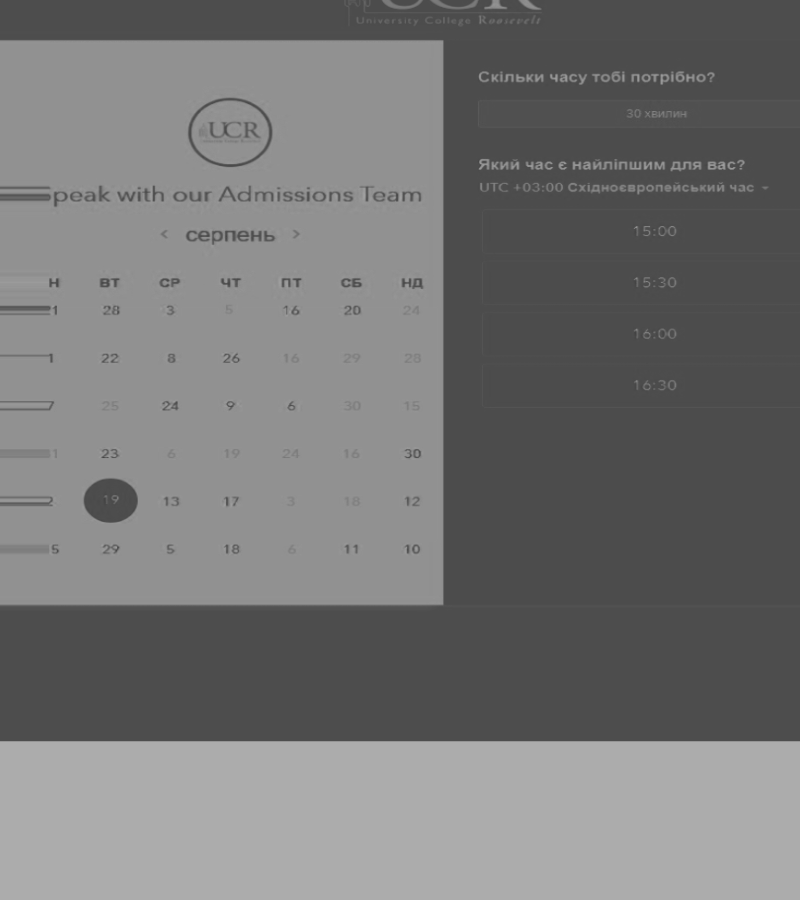 UCR
University College Roosevelt
UCR
peak with our Admissions Team
‹ серпень ›
Н ВТ СР ЧТ ПТ СБ НД
1 28 3 5 16 20 24
1 22 8 26 16 29 28
7 25 24 9 6 30 15
1 23 6 19 24 16 30
2 19 13 17 3 18 12
5 29 5 18 6 11 10
Скільки часу тобі потрібно?
30 хвилин
Який час є найліпшим для вас?
UTC +03:00 Східноєвропейський час
15:00
15:30
16:00
16:30